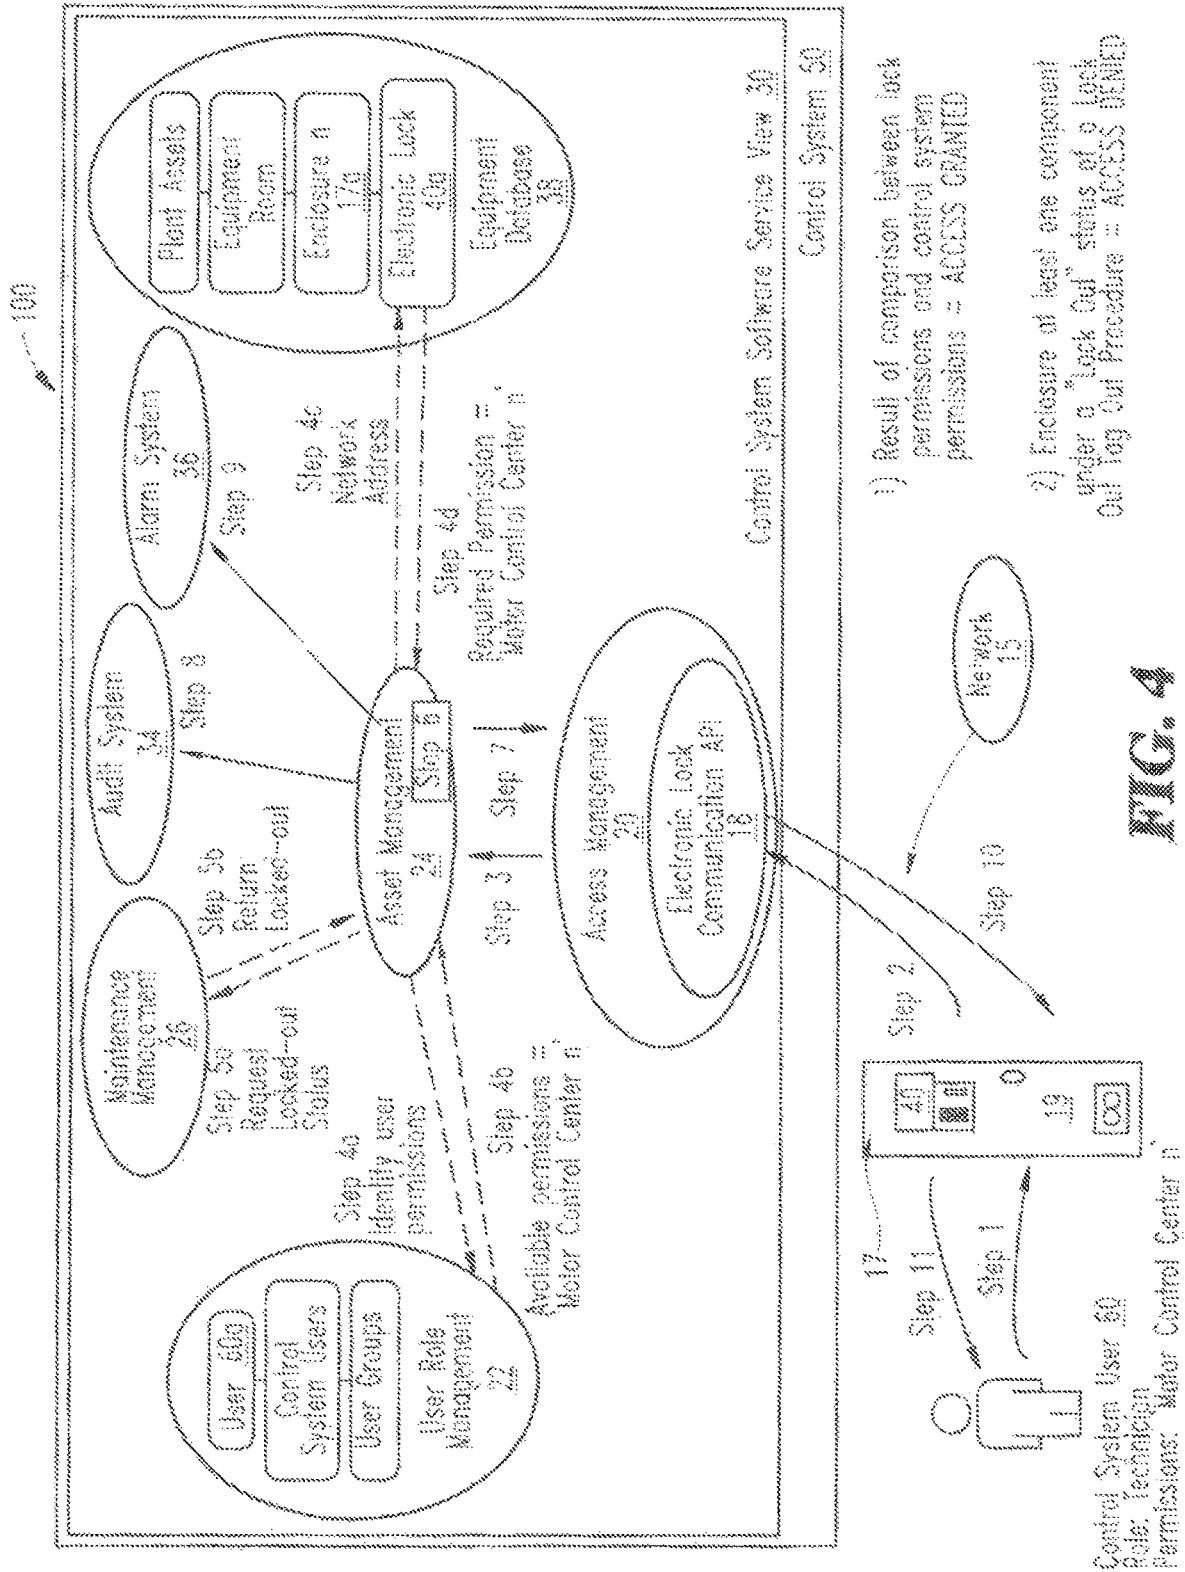 100
Maintenance
Management
26
Audit System
34
Alarm System
36
Plant Assets
Equipment
Room
Enclosure n
17a
Electronic Lock
40a
Equipment
Database
38
User 60a
Control
System Users
User Groups
User Role
Management
22
Step 5a
Request
Locked-out
Status
Step 5b
Return
Locked-out
Step 8
Step 9
Step 4a
Identity user
permissions
Step 4b
Available permissions =
'Motor Control Center n'
Asset Management
24
Step 6
Step 4c
Network
Address
Step 4d
Required Permission =
'Motor Control Center n'
Step 3
Step 7
Access Management
20
Electronic Lock
Communication API
18
Control System Software Service View 30
Control System 50
17
Step 11
Step 1
40
19
Step 2
Step 10
Network
15
Control System User 60
Role: Technician
Permissions: 'Motor Control Center n'
1) Result of comparison between lock
permissions and control system
permissions = ACCESS GRANTED
2) Enclosure of least one component
under a "Lock Out" status of a Lock
Out Tag Out Procedure = ACCESS DENIED
FIG. 4